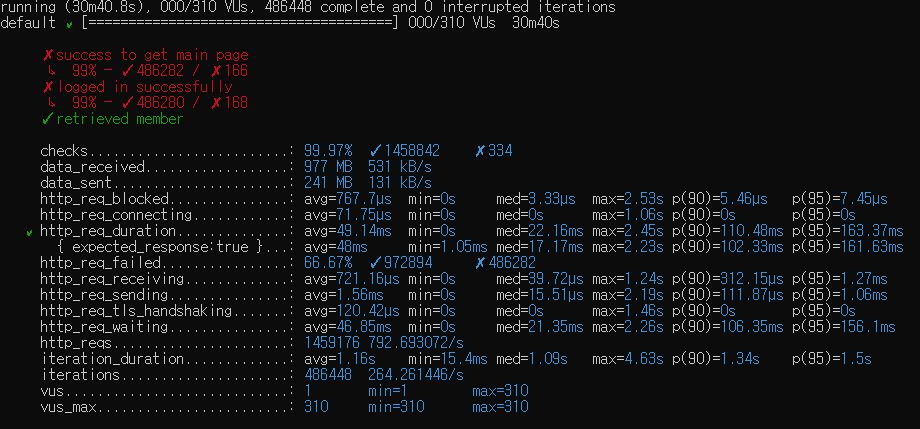 running (30m40.8s), 000/310 VUs, 486448 complete and 0 interrupted iterations
default ✓ [======================================] 000/310 VUs  30m40s
✗ success to get main page
↳  99% — ✓ 486282 / ✗ 166
✗ logged in successfully
↳  99% — ✓ 486280 / ✗ 168
✓ retrieved member
checks.........................: 99.97%  ✓ 1458842     ✗ 334
data_received..................: 977 MB  531 kB/s
data_sent......................: 241 MB  131 kB/s
http_req_blocked...............: avg=767.7µs  min=0s     med=3.33µs  max=2.53s p(90)=5.46µs   p(95)=7.45µs
http_req_connecting............: avg=71.75µs  min=0s     med=0s      max=1.06s p(90)=0s       p(95)=0s
✓ http_req_duration..............: avg=49.14ms  min=0s     med=22.16ms max=2.45s p(90)=110.48ms p(95)=163.37ms
{ expected_response:true }...: avg=48ms     min=1.05ms med=17.17ms max=2.23s p(90)=102.33ms p(95)=161.63ms
http_req_failed................: 66.67%  ✓ 972894      ✗ 486282
http_req_receiving.............: avg=721.16µs min=0s     med=39.72µs max=1.24s p(90)=312.15µs p(95)=1.27ms
http_req_sending...............: avg=1.56ms   min=0s     med=15.51µs max=2.19s p(90)=111.87µs p(95)=1.06ms
http_req_tls_handshaking.......: avg=120.42µs min=0s     med=0s      max=1.46s p(90)=0s       p(95)=0s
http_req_waiting...............: avg=46.85ms  min=0s     med=21.35ms max=2.26s p(90)=106.35ms p(95)=156.1ms
http_reqs......................: 1459176 792.693072/s
iteration_duration.............: avg=1.16s    min=15.4ms med=1.09s   max=4.63s p(90)=1.34s    p(95)=1.5s
iterations.....................: 486448  264.261446/s
vus............................: 1       min=1       max=310
vus_max........................: 310     min=310     max=310